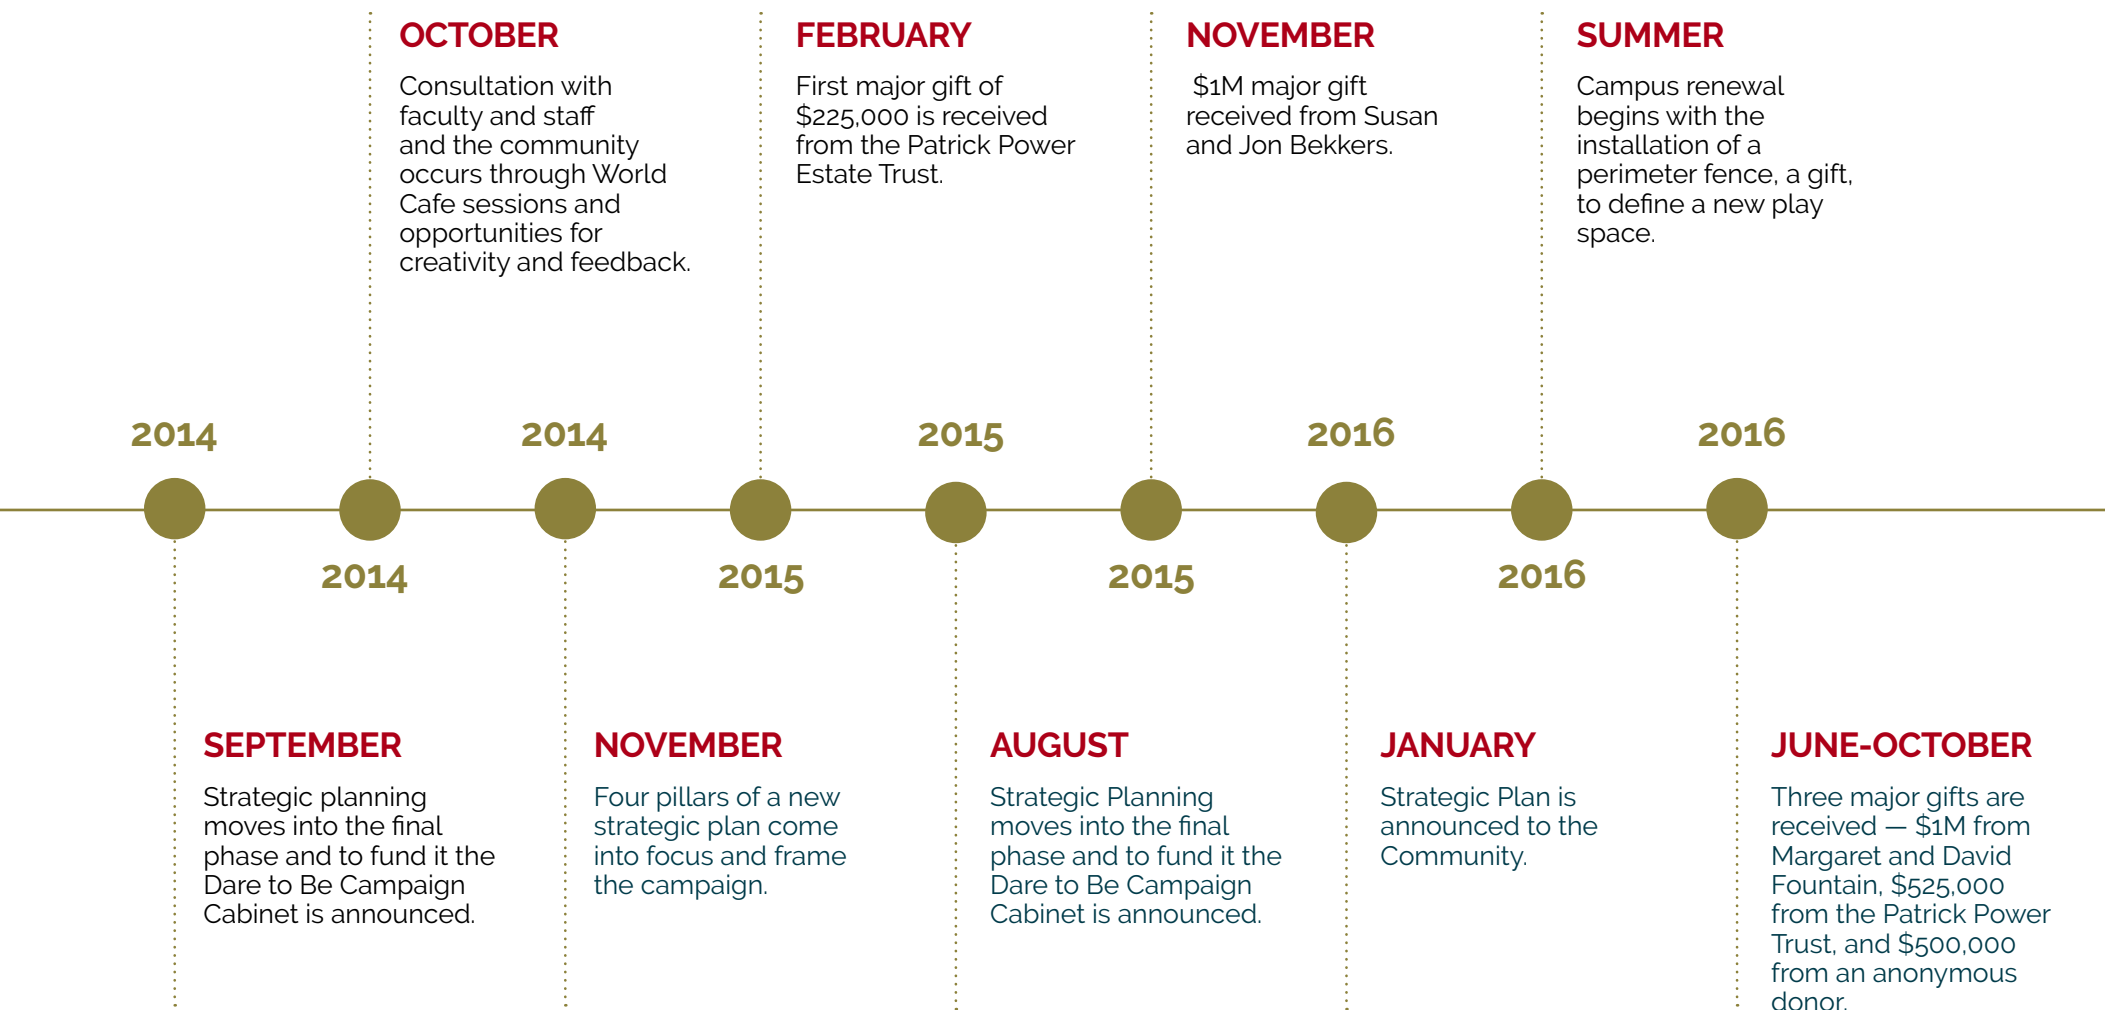 OCTOBER
Consultation with
faculty and staff
and the community
occurs through World
Cafe sessions and
opportunities for
creativity and feedback.
FEBRUARY
First major gift of
$225,000 is received
from the Patrick Power
Estate Trust.
NOVEMBER
$1M major gift
received from Susan
and Jon Bekkers.
SUMMER
Campus renewal
begins with the
installation of a
perimeter fence, a gift,
to define a new play
space.
2014
2014
2015
2016
2016
2014
2015
2015
2016
SEPTEMBER
Strategic planning
moves into the final
phase and to fund it the
Dare to Be Campaign
Cabinet is announced.
NOVEMBER
Four pillars of a new
strategic plan come
into focus and frame
the campaign.
AUGUST
Strategic Planning
moves into the final
phase and to fund it the
Dare to Be Campaign
Cabinet is announced.
JANUARY
Strategic Plan is
announced to the
Community.
JUNE-OCTOBER
Three major gifts are
received — $1M from
Margaret and David
Fountain, $525,000
from the Patrick Power
Trust, and $500,000
from an anonymous
donor.